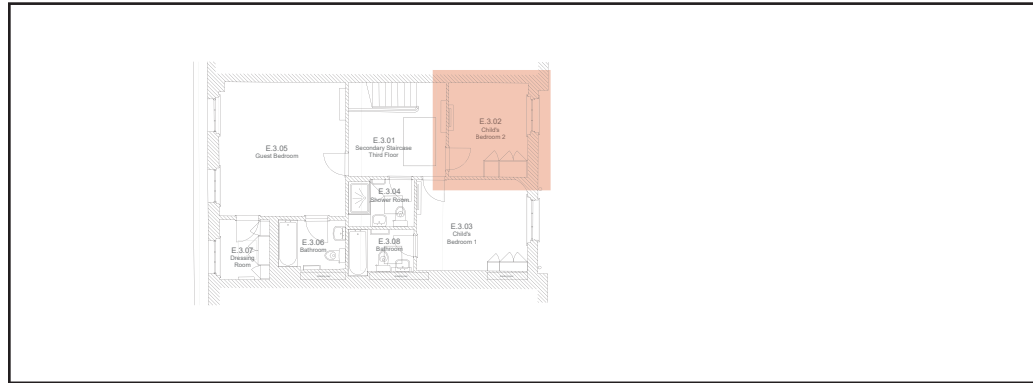 E.3.02
Child's
Bedroom 2
E.3.01
Secondary Staircase
Third Floor
E.3.05
Guest Bedroom
E.3.04
Shower Room
E.3.03
Child's
Bedroom 1
E.3.06
Bathroom
E.3.08
Bathroom
E.3.07
Dressing
Room